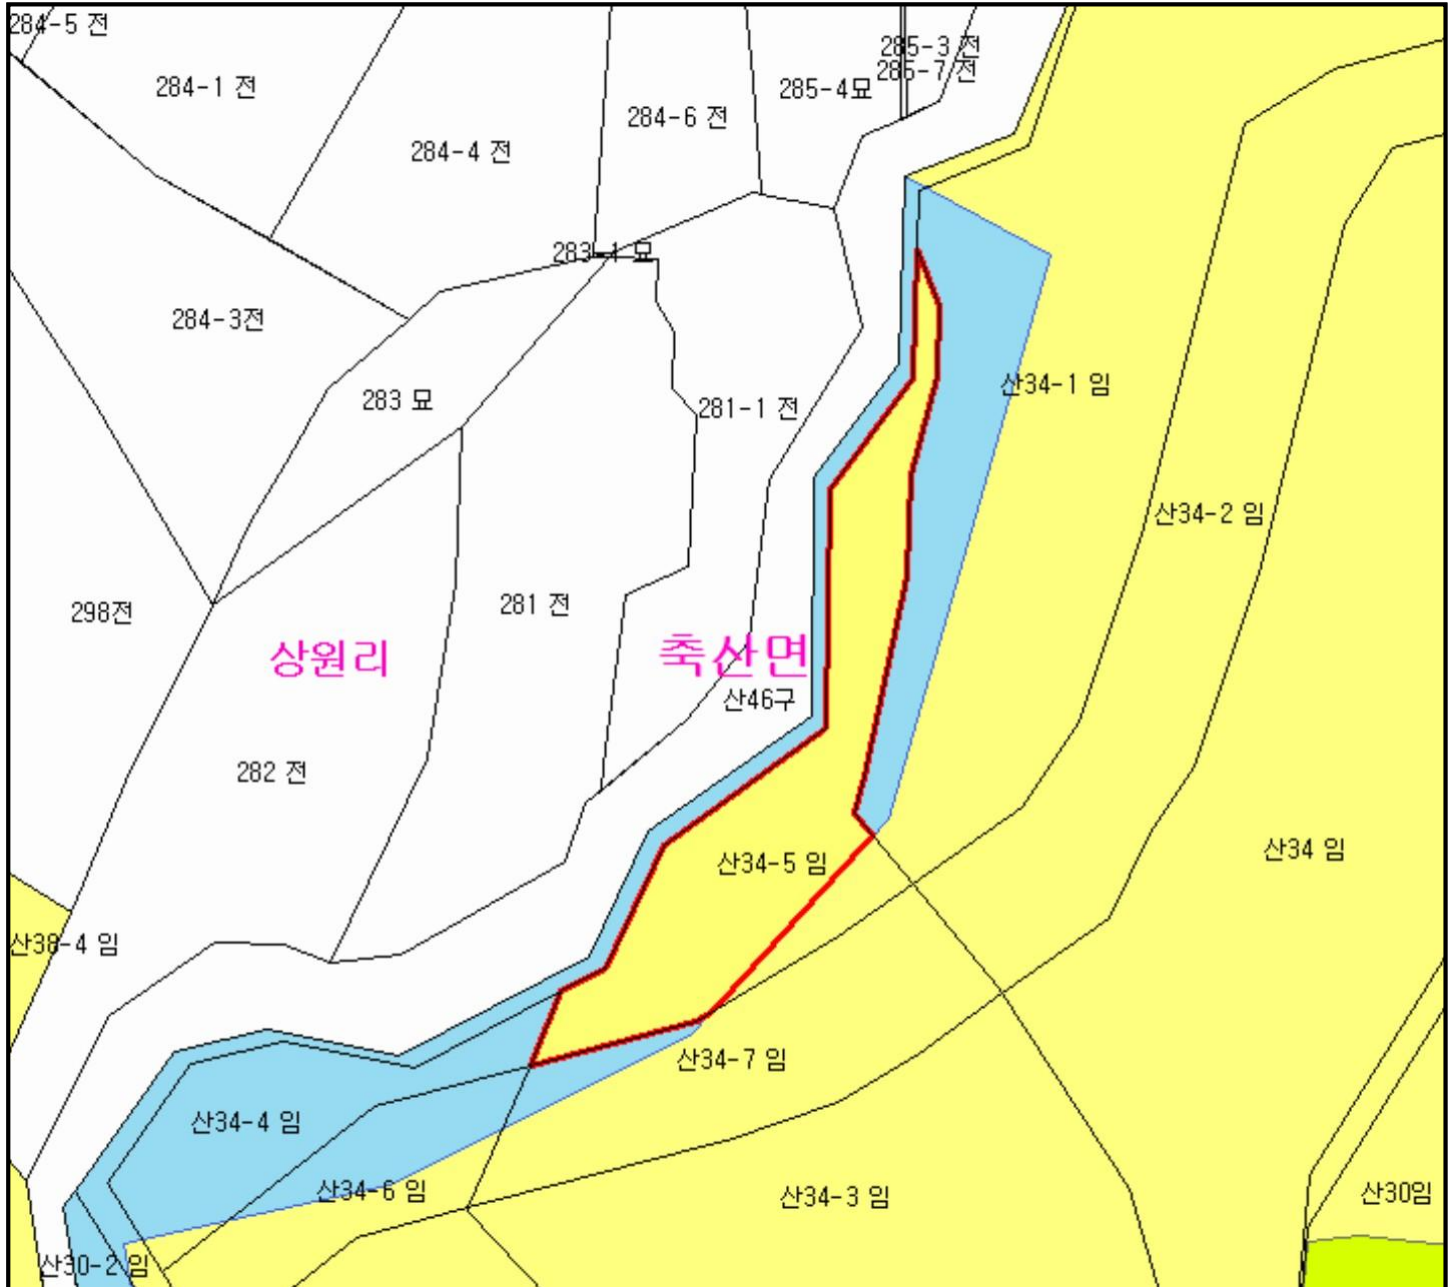 284-5 전
285-3 전
285-7 전
284-1 전
285-4묘
284-6 전
284-4 전
283-1 묘
284-3전
산34-1 임
283 묘
281-1 전
산34-2 임
298전
281 전
상원리
축산면
산46구
282 전
산34-5 임
산34 임
산38-4 임
산34-7 임
산34-4 임
산34-6 임
산34-3 임
산30임
산30-2 임